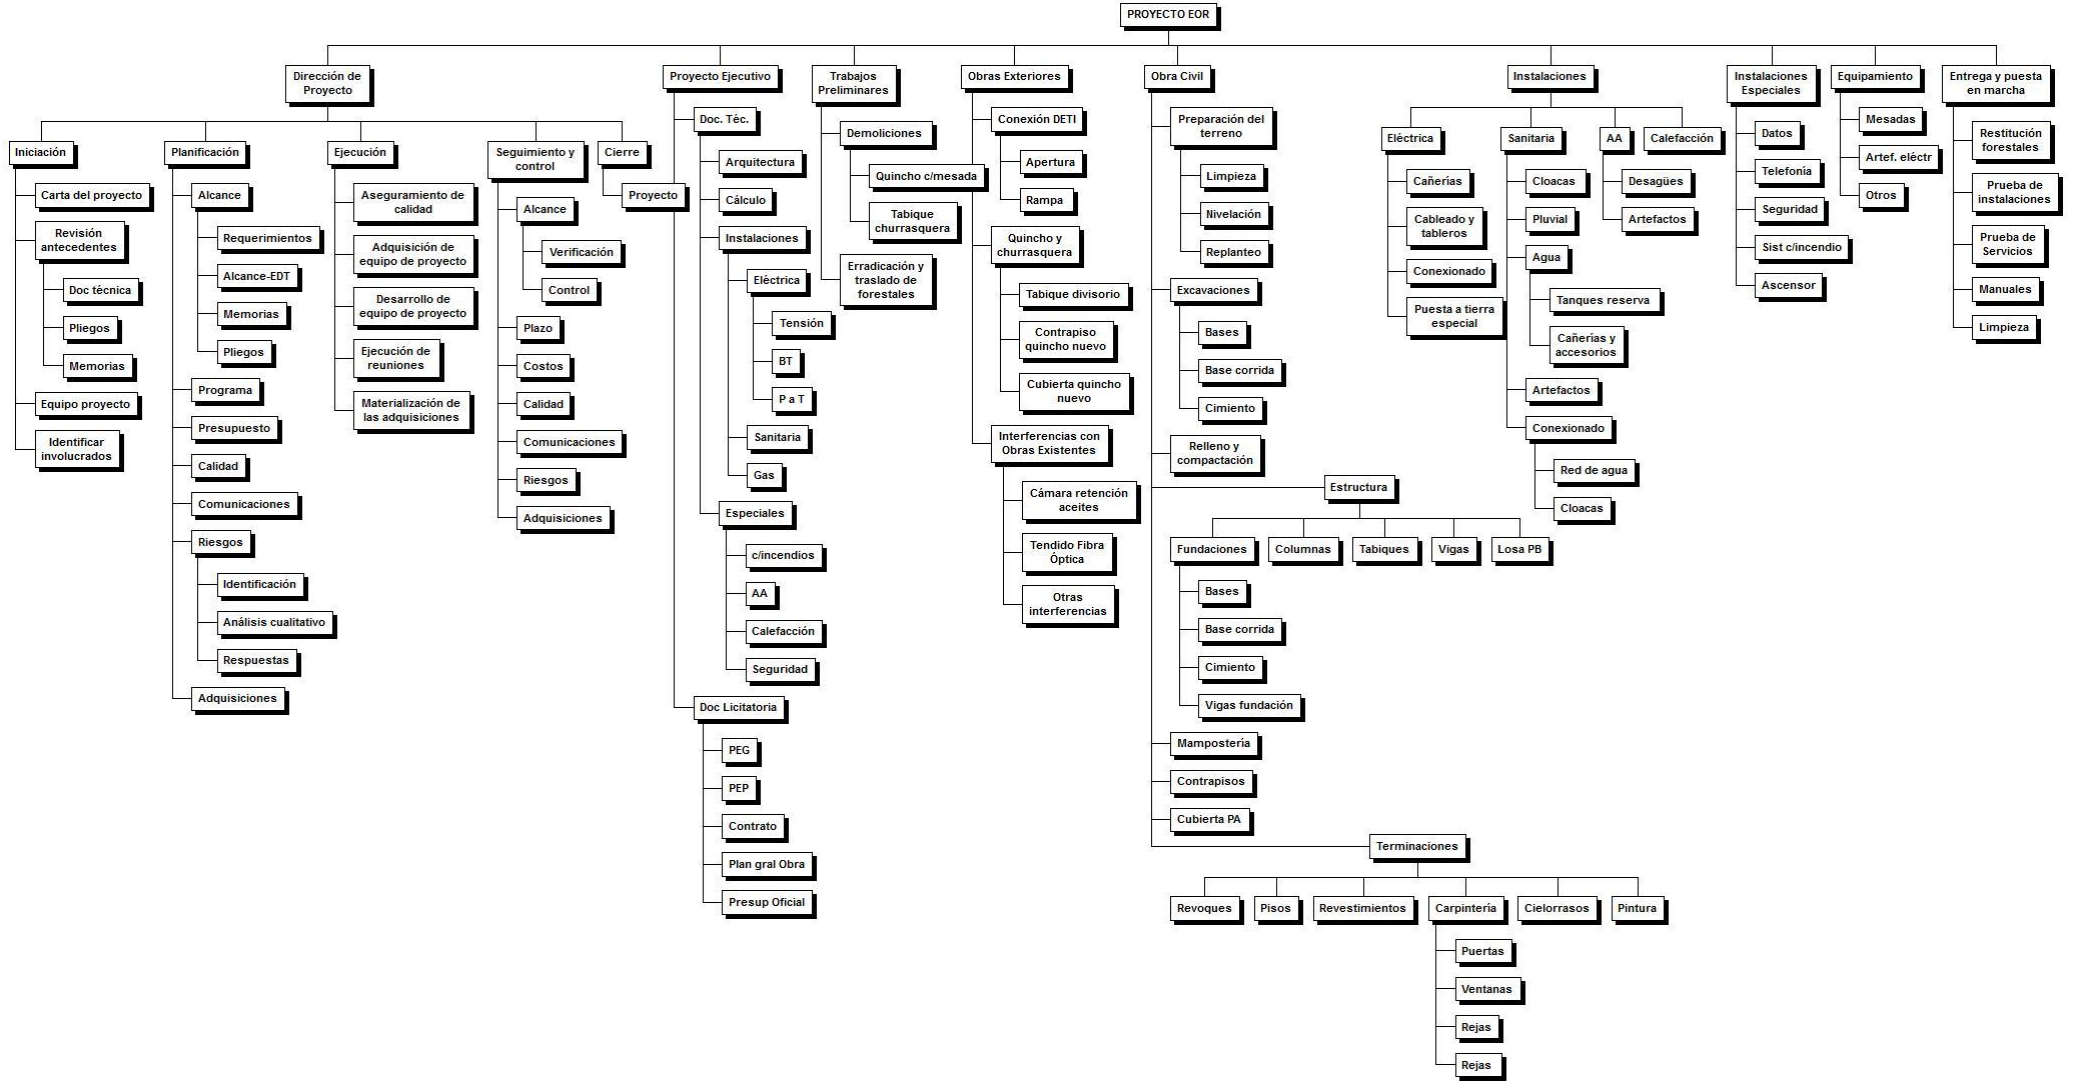 PROYECTO EOR
Dirección de
Proyecto
Iniciación
Carta del proyecto
Revisión
antecedentes
Doc técnica
Pliegos
Memorias
Equipo proyecto
Identificar
involucrados
Planificación
Alcance
Requerimientos
Alcance-EDT
Memorias
Pliegos
Programa
Presupuesto
Calidad
Comunicaciones
Riesgos
Identificación
Análisis cualitativo
Respuestas
Adquisiciones
Ejecución
Aseguramiento de
calidad
Adquisición de
equipo de proyecto
Desarrollo de
equipo de proyecto
Ejecución de
reuniones
Materialización de
las adquisiciones
Seguimiento y
control
Alcance
Verificación
Control
Plazo
Costos
Calidad
Comunicaciones
Riesgos
Adquisiciones
Cierre
Proyecto
Proyecto Ejecutivo
Doc. Téc.
Arquitectura
Cálculo
Instalaciones
Eléctrica
Tensión
BT
P a T
Sanitaria
Gas
Especiales
c/incendios
AA
Calefacción
Seguridad
Doc Licitatoria
PEG
PEP
Contrato
Plan gral Obra
Presup Oficial
Trabajos
Preliminares
Demoliciones
Quincho c/mesada
Tabique
churrasquera
Erradicación y
traslado de
forestales
Obras Exteriores
Conexión DETI
Apertura
Rampa
Quincho y
churrasquera
Tabique divisorio
Contrapiso
quincho nuevo
Cubierta quincho
nuevo
Interferencias con
Obras Existentes
Cámara retención
aceites
Tendido Fibra
Óptica
Otras
interferencias
Obra Civil
Preparación del
terreno
Limpieza
Nivelación
Replanteo
Excavaciones
Bases
Base corrida
Cimiento
Relleno y
compactación
Estructura
Fundaciones
Bases
Base corrida
Cimiento
Vigas fundación
Columnas
Tabiques
Vigas
Losa PB
Mampostería
Contrapisos
Cubierta PA
Terminaciones
Revoques
Pisos
Revestimientos
Carpintería
Puertas
Ventanas
Rejas
Rejas
Cielorrasos
Pintura
Instalaciones
Eléctrica
Cañerías
Cableado y
tableros
Conexionado
Puesta a tierra
especial
Sanitaria
Cloacas
Pluvial
Agua
Tanques reserva
Cañerías y
accesorios
Artefactos
Conexionado
Red de agua
Cloacas
AA
Desagües
Artefactos
Calefacción
Instalaciones
Especiales
Datos
Telefonía
Seguridad
Sist c/incendio
Ascensor
Equipamiento
Mesadas
Artef. eléctr
Otros
Entrega y puesta
en marcha
Restitución
forestales
Prueba de
instalaciones
Prueba de
Servicios
Manuales
Limpieza